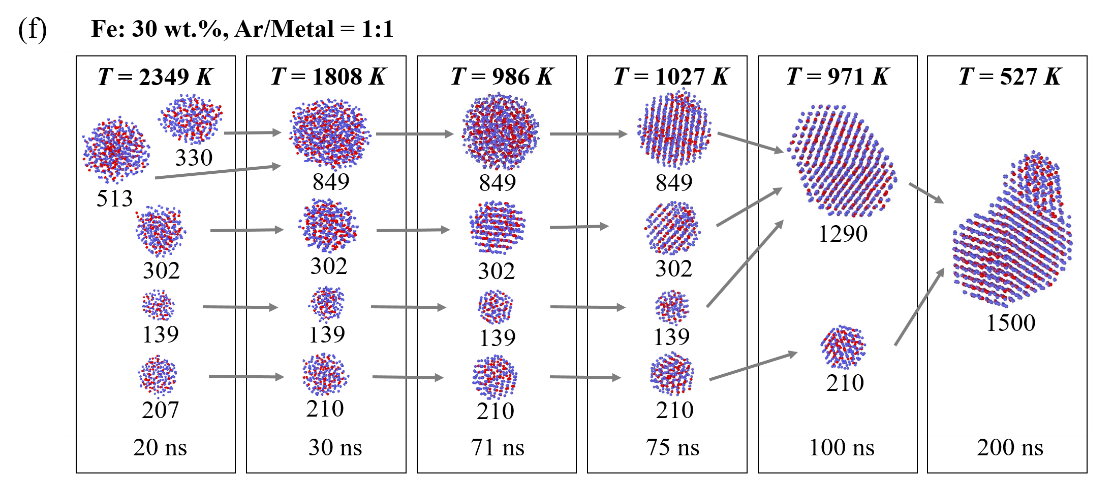 (f) Fe: 30 wt.%, Ar/Metal = 1:1
T = 2349 K
330
513
302
139
207
20 ns
T = 1808 K
849
302
139
210
30 ns
T = 986 K
849
302
139
210
71 ns
T = 1027 K
849
302
139
210
75 ns
T = 971 K
1290
210
100 ns
T = 527 K
1500
200 ns